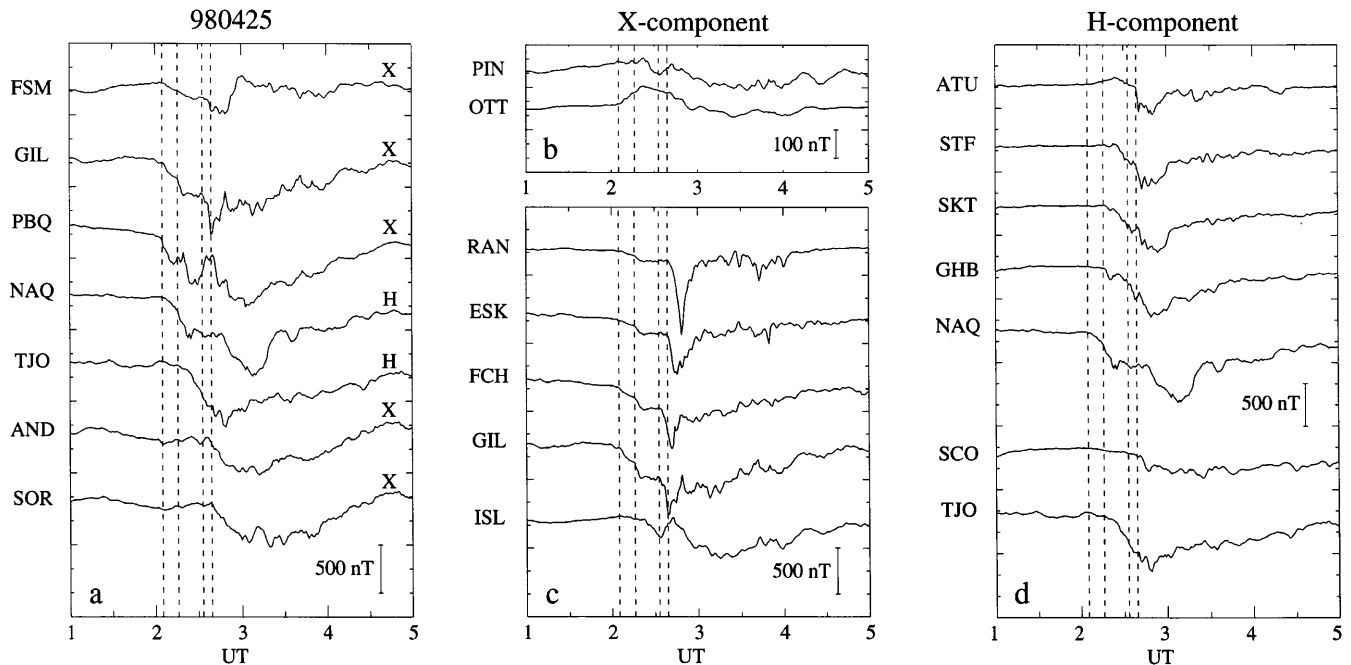 980425
FSM X
GIL X
PBQ X
NAQ H
TJO H
AND X
SOR X
500 nT
a
1 2 3 4 5
UT
X-component
PIN
OTT
b
100 nT
1 2 3 4 5
RAN
ESK
FCH
GIL
ISL
500 nT
c
1 2 3 4 5
UT
H-component
ATU
STF
SKT
GHB
NAQ
500 nT
SCO
TJO
d
1 2 3 4 5
UT